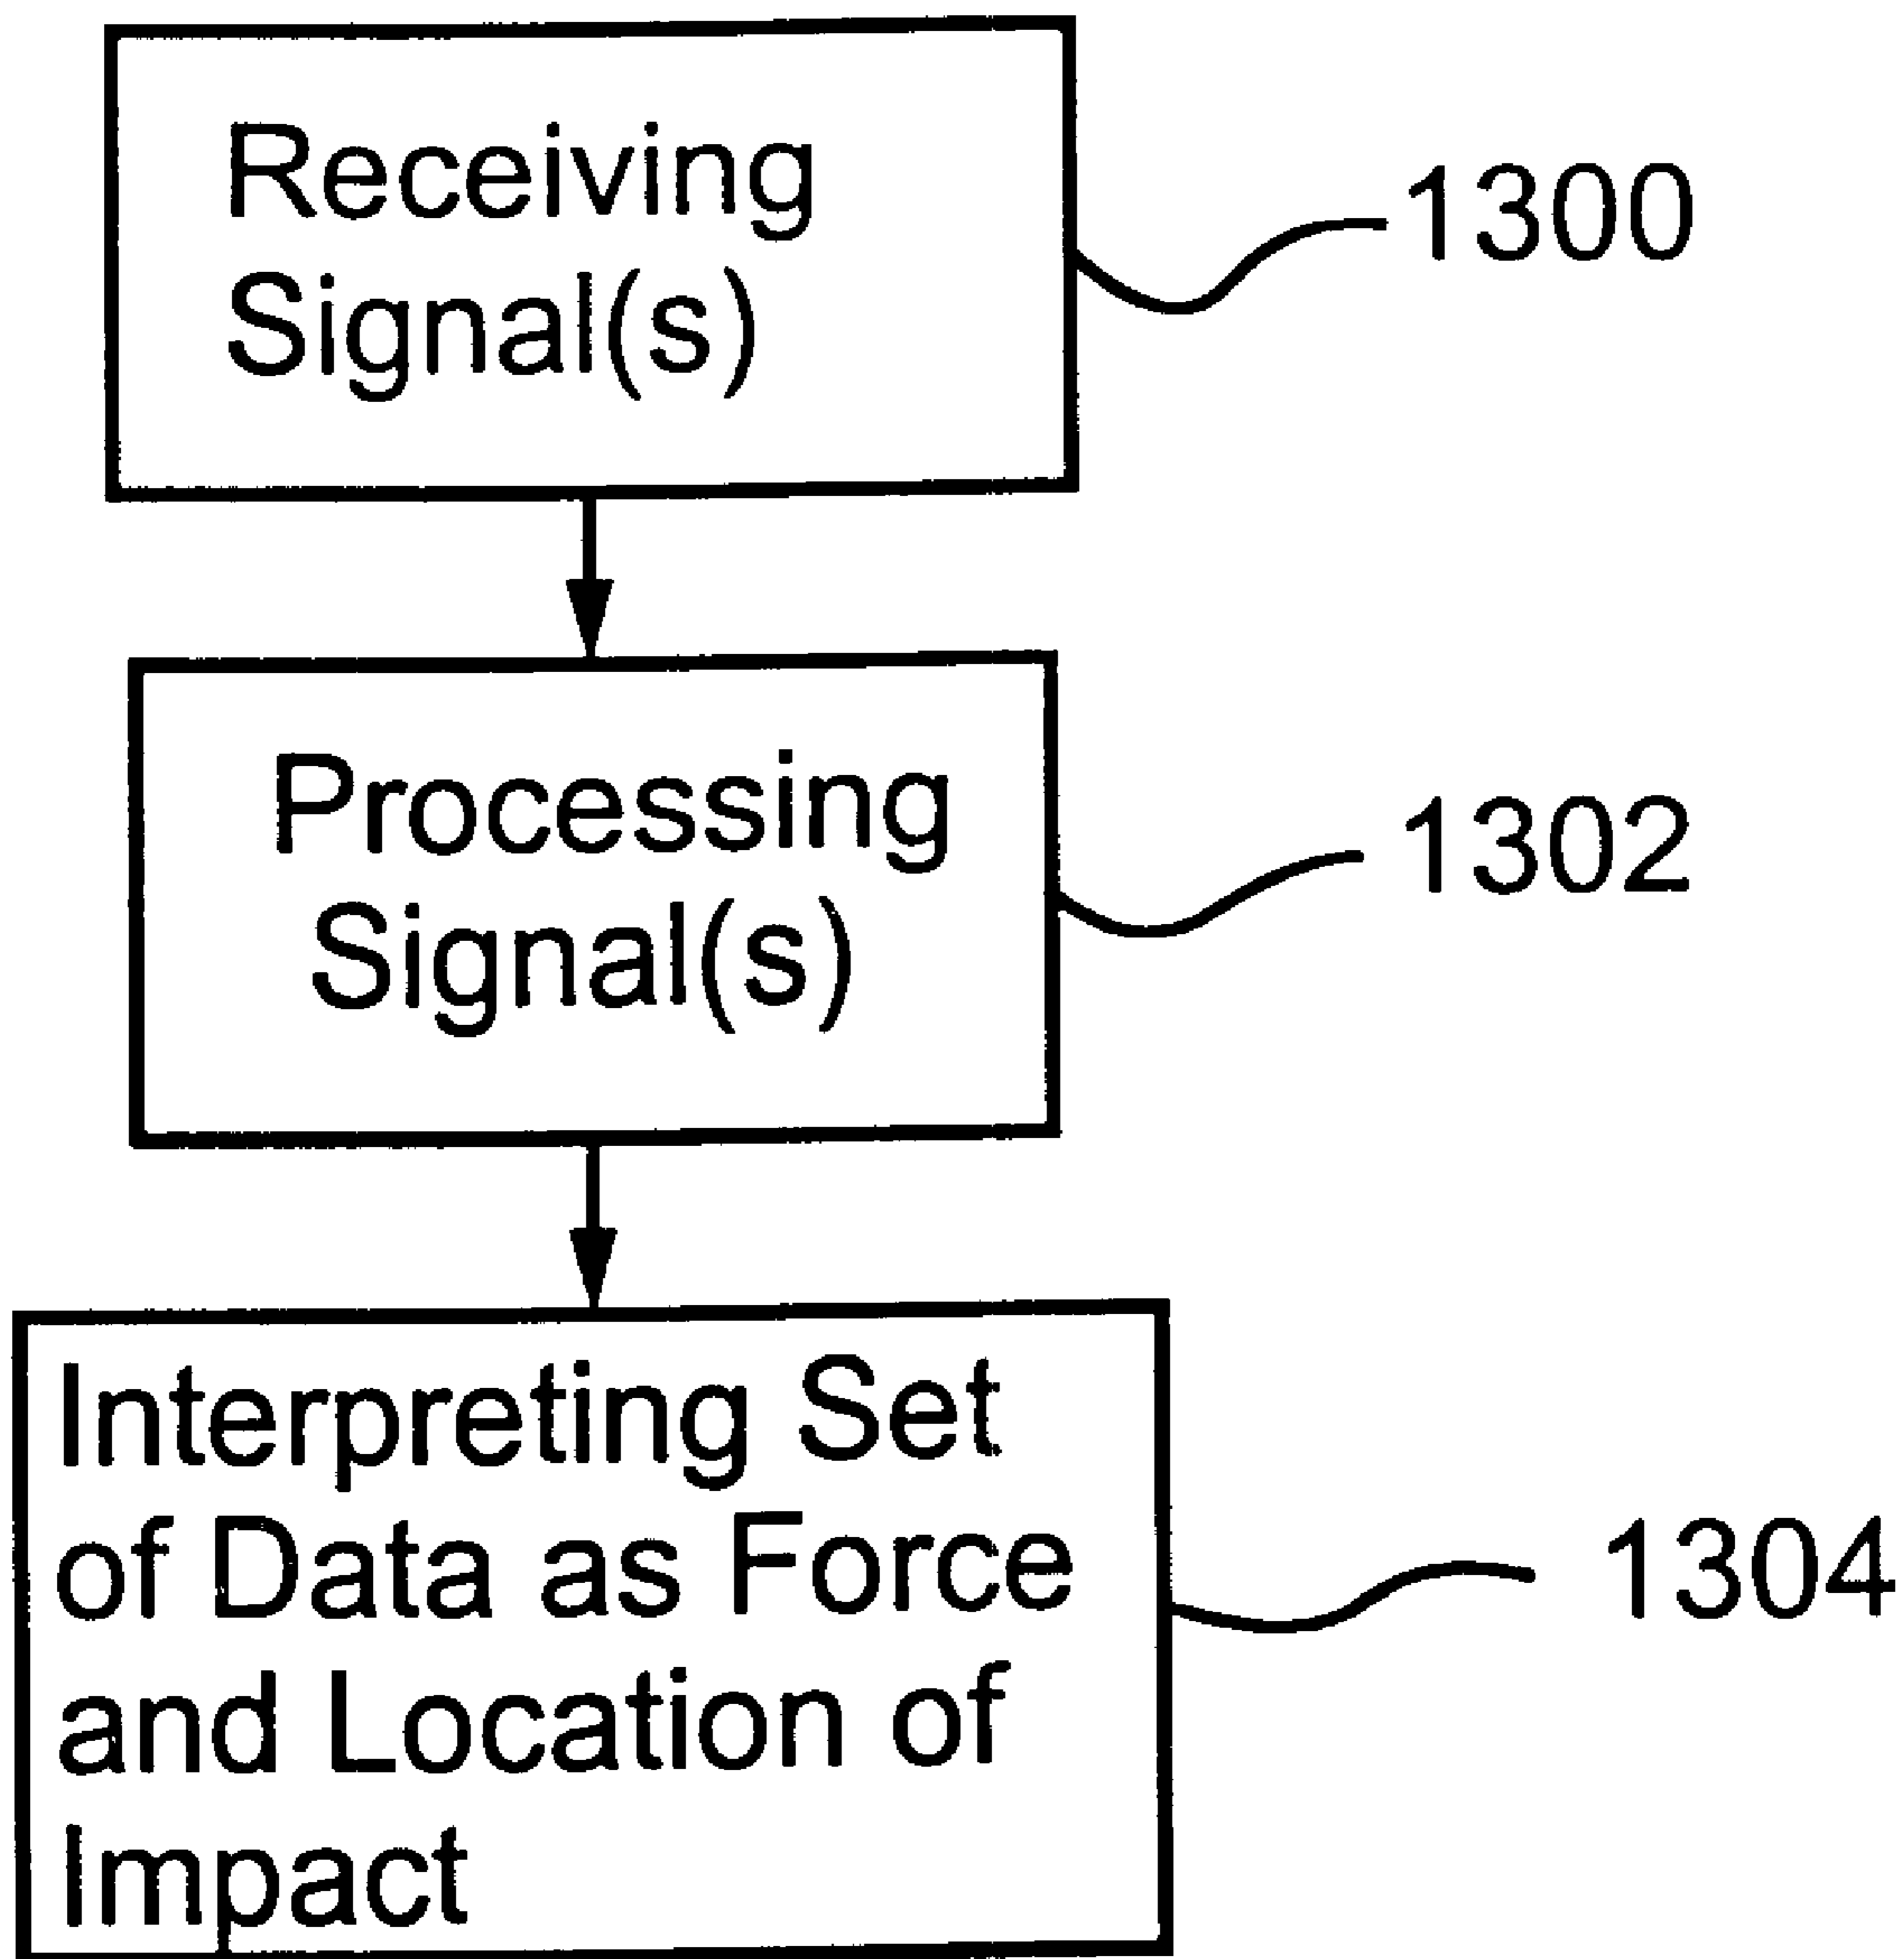 Receiving
Signal(s)
1300
Processing
Signal(s)
1302
Interpreting Set
of Data as Force
and Location of
Impact
1304